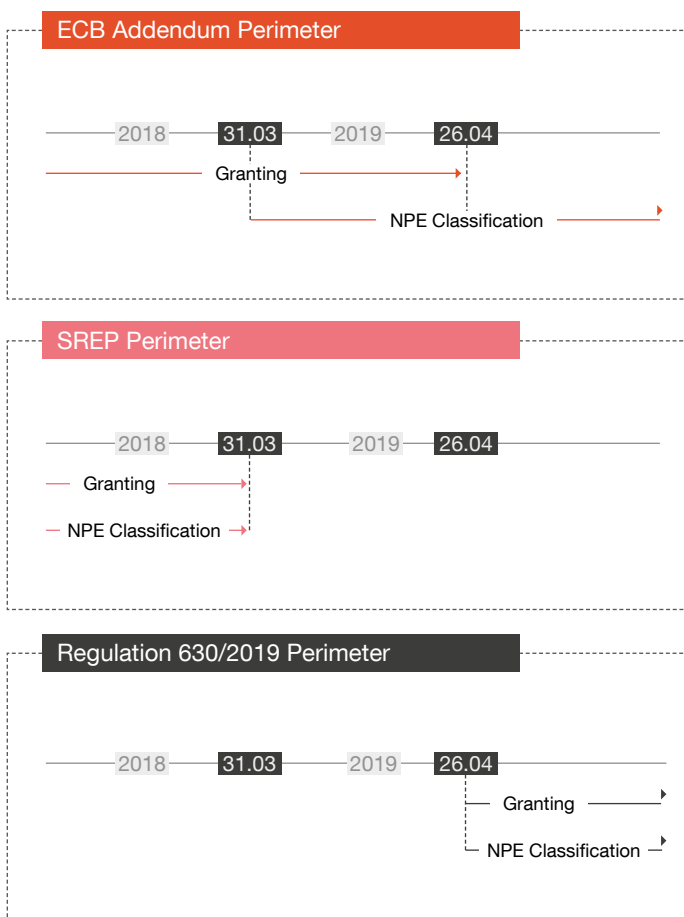 ECB Addendum Perimeter
2018 31.03 2019 26.04
Granting
NPE Classification
SREP Perimeter
2018 31.03 2019 26.04
Granting
NPE Classification
Regulation 630/2019 Perimeter
2018 31.03 2019 26.04
Granting
NPE Classification